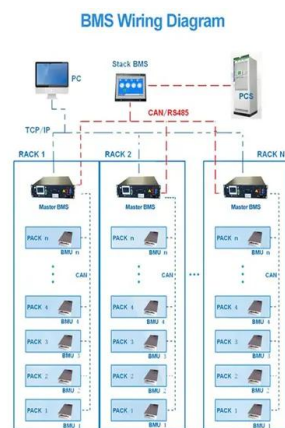 BMS Wiring Diagram
Stack BMS
PC
PCS
CAN/RS485
TCP/IP
RACK 1
RACK 2
RACK N
Master BMS
Master BMS
Master BMS
PACK n
PACK n
PACK n
BMU n
BMU n
BMU n
CAN
CAN
CAN
PACK 4
PACK 4
PACK 4
BMU 4
BMU 4
BMU 4
PACK 3
PACK 3
PACK 3
BMU 3
BMU 3
BMU 3
PACK 2
PACK 2
PACK 2
BMU 2
BMU 2
BMU 2
PACK 1
PACK 1
PACK 1
BMU 1
BMU 1
BMU 1